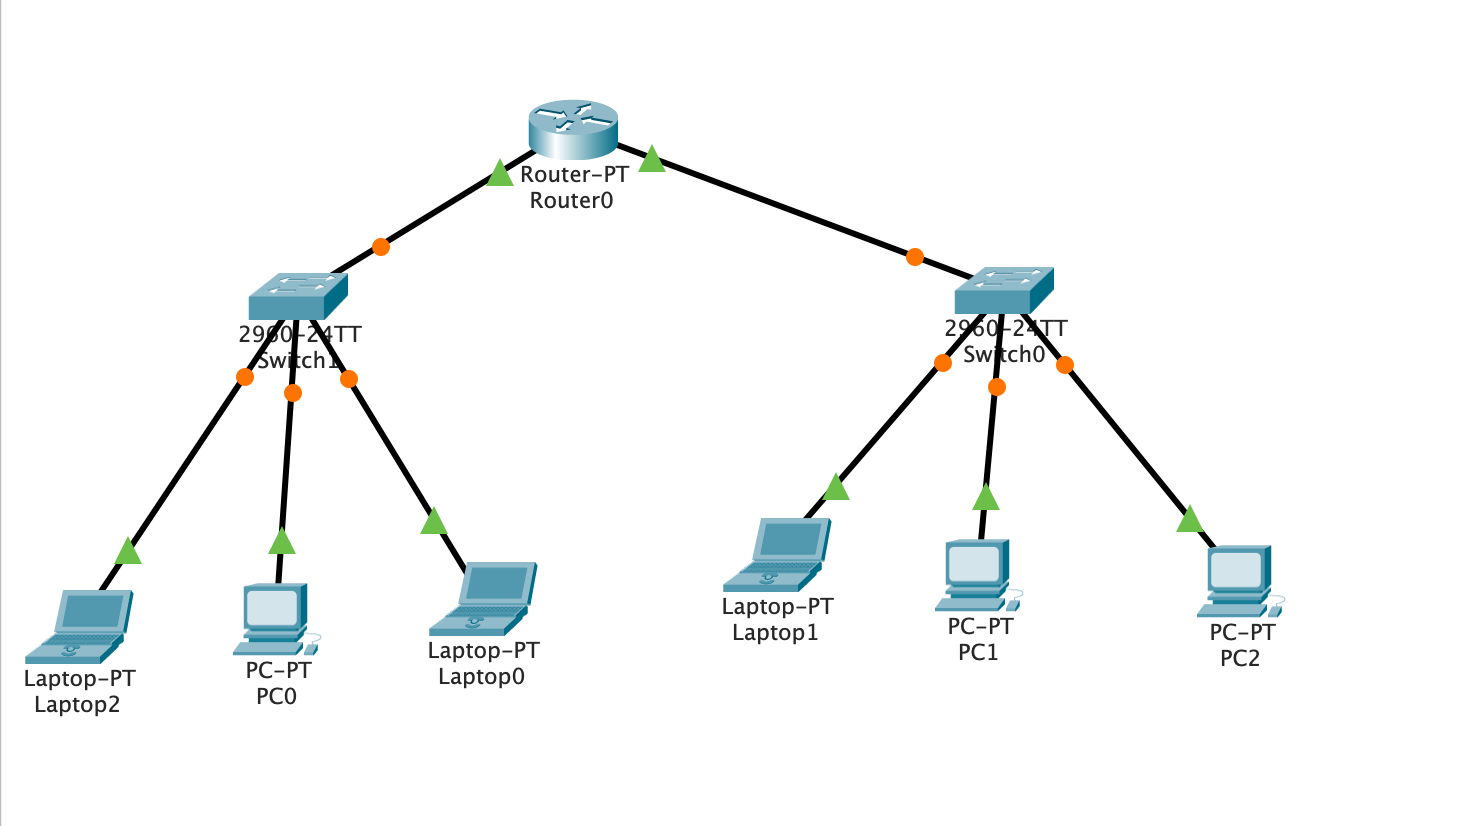 Router-PT
Router0
2960-24TT
Switch1
2960-24TT
Switch0
Laptop-PT
Laptop2
PC-PT
PC0
Laptop-PT
Laptop0
Laptop-PT
Laptop1
PC-PT
PC1
PC-PT
PC2